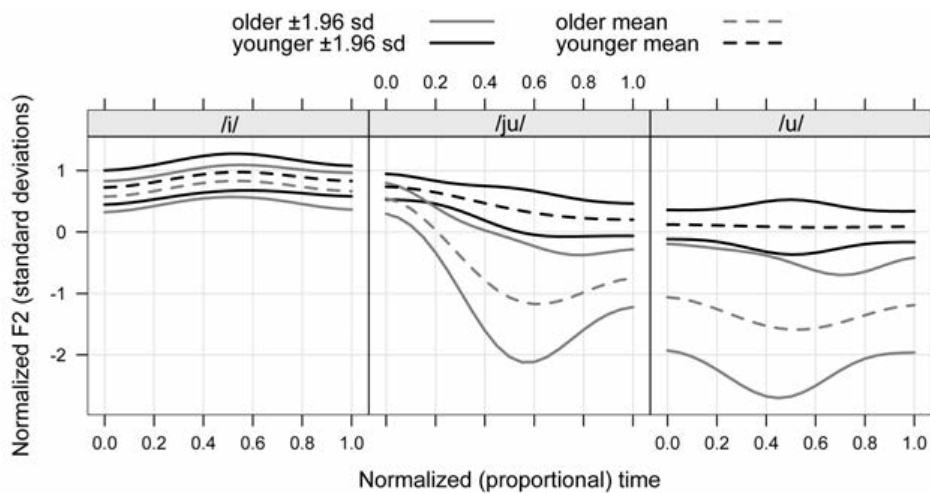 older ±1.96 sd older mean
younger ±1.96 sd younger mean
0.0 0.2 0.4 0.6 0.8 1.0
/i/ /ju/ /u/
Normalized F2 (standard deviations)
1
0
-1
-2
0.0 0.2 0.4 0.6 0.8 1.0 0.0 0.2 0.4 0.6 0.8 1.0
Normalized (proportional) time